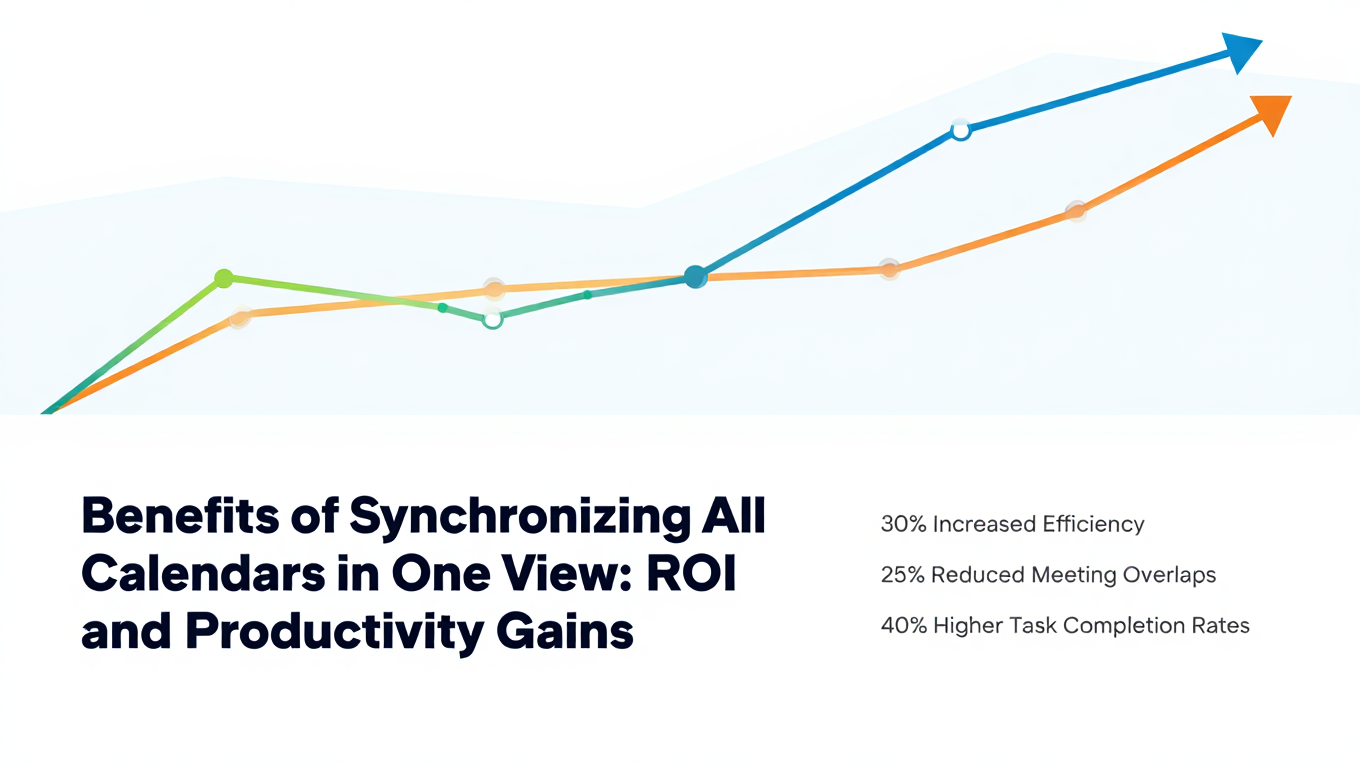 Benefits of Synchronizing All
Calendars in One View: ROI
and Productivity Gains
30% Increased Efficiency
25% Reduced Meeting Overlaps
40% Higher Task Completion Rates